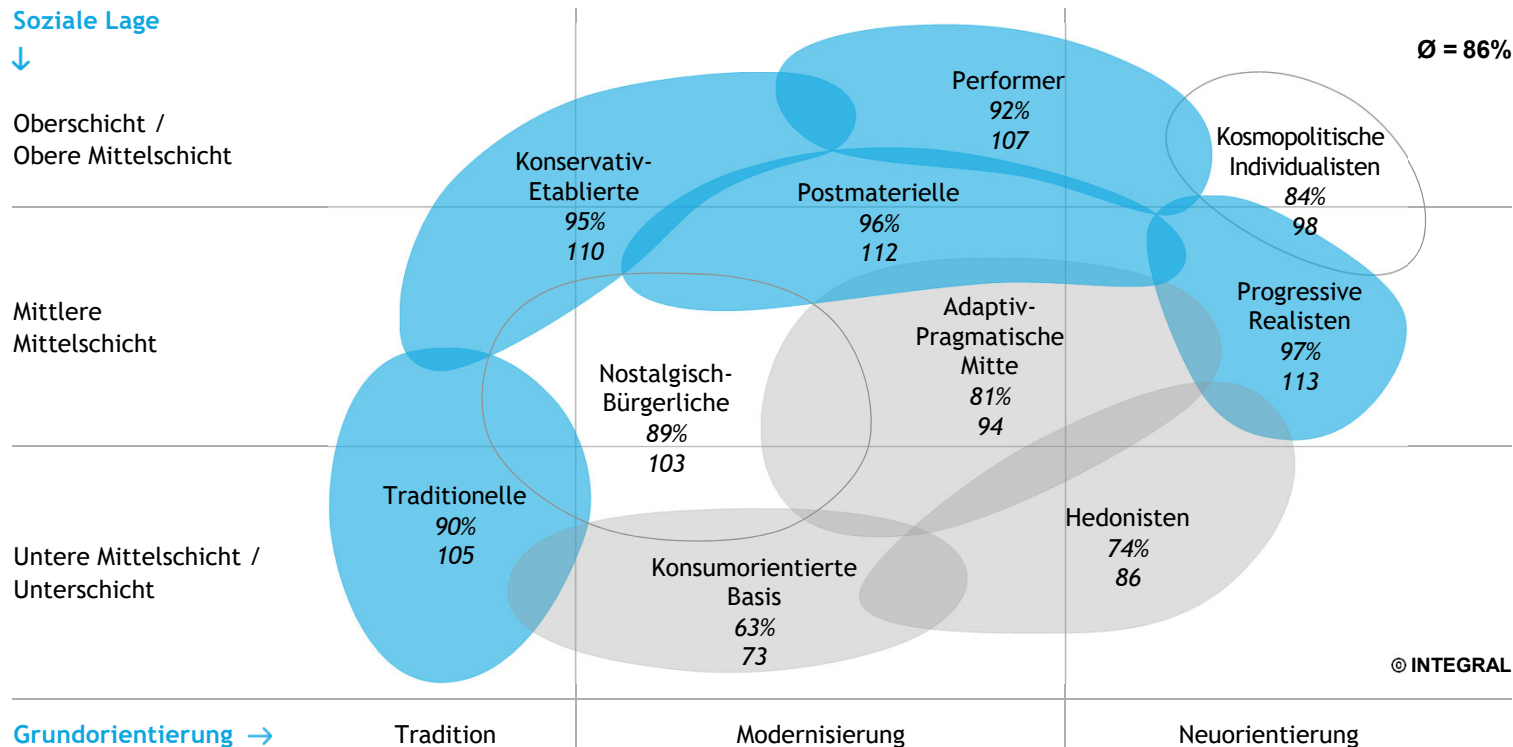 Soziale Lage
↓
Ø = 86%
Oberschicht /
Obere Mittelschicht
Performer
92%
107
Kosmopolitische
Individualisten
84%
98
Konservativ-
Etablierte
95%
110
Postmaterielle
96%
112
Mittlere
Mittelschicht
Progressive
Realisten
97%
113
Adaptiv-
Pragmatische
Mitte
81%
94
Nostalgisch-
Bürgerliche
89%
103
Untere Mittelschicht /
Unterschicht
Traditionelle
90%
105
Hedonisten
74%
86
Konsumorientierte
Basis
63%
73
© INTEGRAL
Grundorientierung → Tradition Modernisierung Neuorientierung